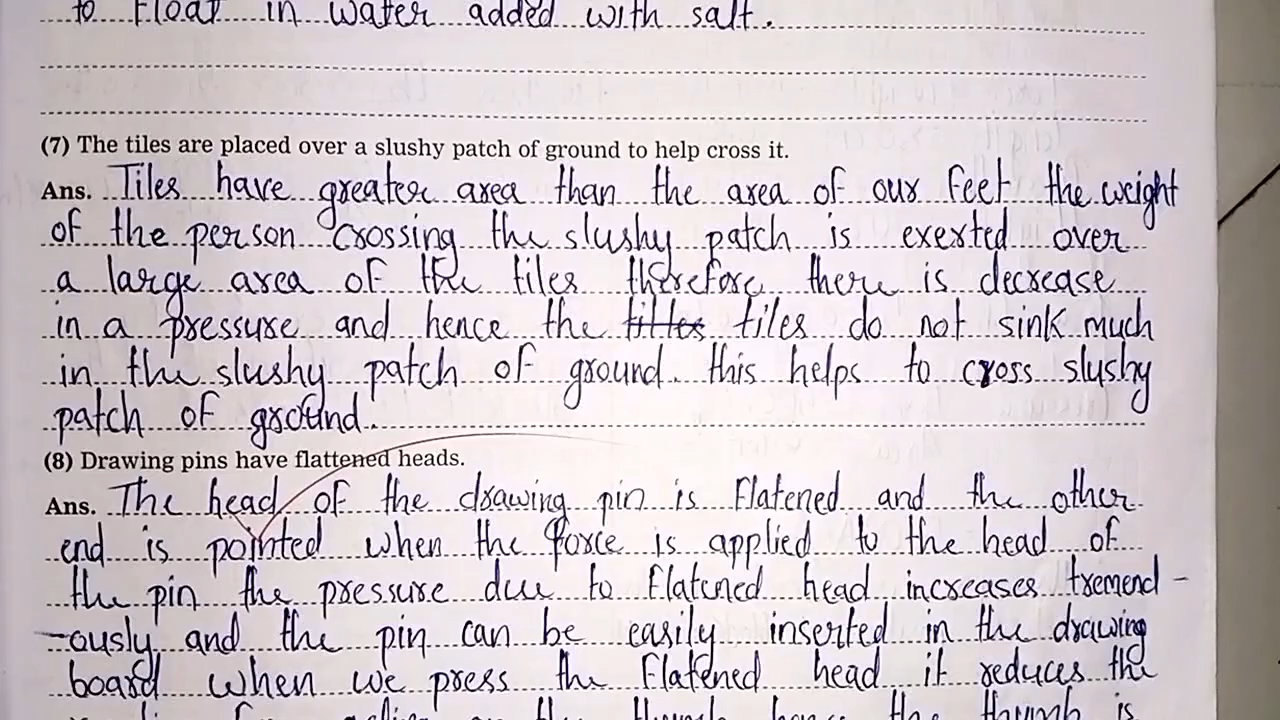 to float in water added with salt.
(7) The tiles are placed over a slushy patch of ground to help cross it.
Ans. Tiles have greater area than the area of our feet the weight
of the person crossing the slushy patch is exerted over
a large area of the tiles therefore there is decrease
in a pressure and hence the tiles do not sink much
in the slushy patch of ground. this helps to cross slushy
patch of ground.
(8) Drawing pins have flattened heads.
Ans. The head of the drawing pin is flatened and the other
end is pointed when the force is applied to the head of
the pin the pressure due to flatened head increases tremend-
-ously and the pin can be easily inserted in the drawing
board when we press the flatened head it reduces the
on the thumb hence the thumb is